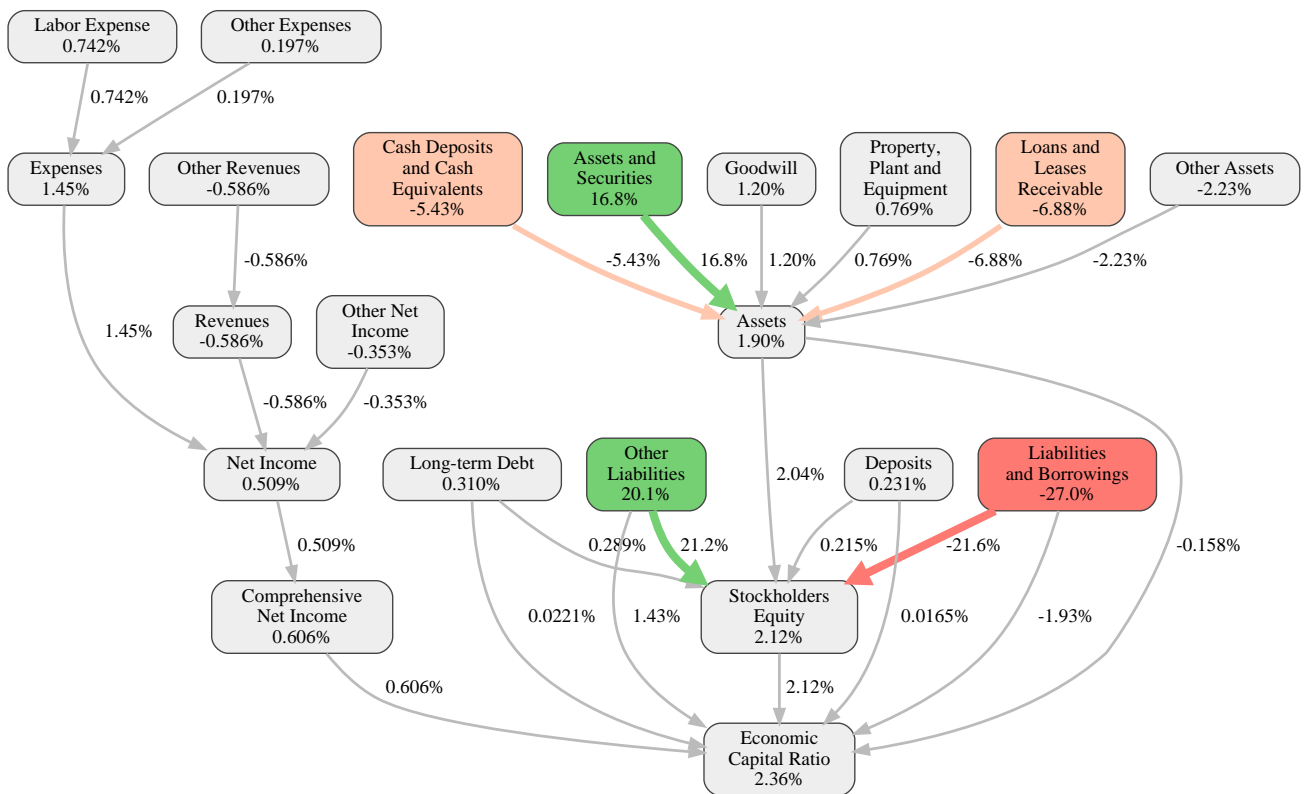 Labor Expense
0.742%
Other Expenses
0.197%
0.742%
0.197%
Expenses
1.45%
Other Revenues
-0.586%
Cash Deposits
and Cash
Equivalents
-5.43%
Assets and
Securities
16.8%
Goodwill
1.20%
Property,
Plant and
Equipment
0.769%
Loans and
Leases
Receivable
-6.88%
Other Assets
-2.23%
-0.586%
-5.43%
16.8%
1.20%
0.769%
-6.88%
-2.23%
1.45%
Revenues
-0.586%
Other Net
Income
-0.353%
Assets
1.90%
-0.586%
-0.353%
Net Income
0.509%
Long-term Debt
0.310%
Other
Liabilities
20.1%
2.04%
Deposits
0.231%
Liabilities
and Borrowings
-27.0%
0.509%
0.289%
21.2%
0.215%
-21.6%
-0.158%
Comprehensive
Net Income
0.606%
0.0221%
1.43%
Stockholders
Equity
2.12%
0.0165%
-1.93%
0.606%
2.12%
Economic
Capital Ratio
2.36%